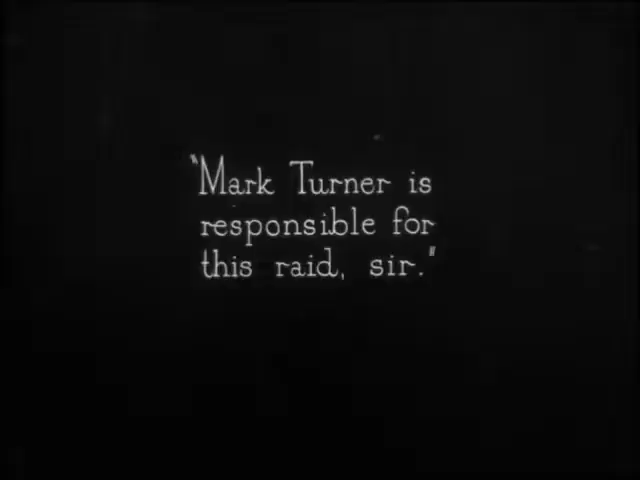 "Mark Turner is
responsible for
this raid, sir."